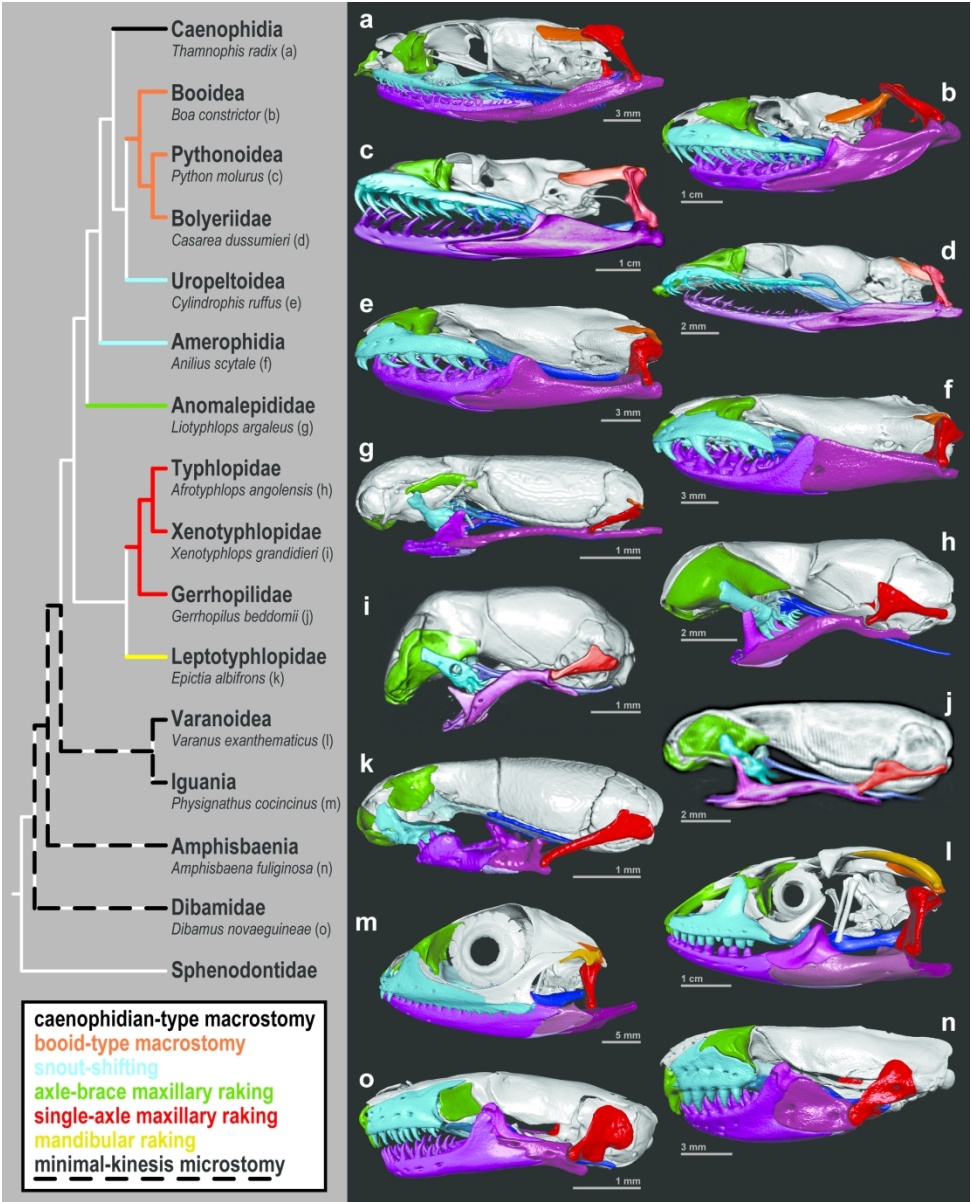 Caenophidia
Thamnophis radix (a)
Booidea
Boa constrictor (b)
Pythonoidea
Python molurus (c)
Bolyeriidae
Casarea dussumieri (d)
Uropeltoidea
Cylindrophis ruffus (e)
Amerophidia
Anilius scytale (f)
Anomalepididae
Liotyphlops argaleus (g)
Typhlopidae
Afrotyphlops angolensis (h)
Xenotyphlopidae
Xenotyphlops grandidieri (i)
Gerrhopilidae
Gerrhopilus beddomii (j)
Leptotyphlopidae
Epictia albifrons (k)
Varanoidea
Varanus exanthematicus (l)
Iguania
Physignathus cocincinus (m)
Amphisbaenia
Amphisbaena fuliginosa (n)
Dibamidae
Dibamus novaeguineae (o)
Sphenodontidae
caenophidian-type macrostomy
booid-type macrostomy
snout-shifting
axle-brace maxillary raking
single-axle maxillary raking
mandibular raking
minimal-kinesis microstomy
a
3 mm
b
1 cm
c
1 cm
d
2 mm
e
3 mm
f
3 mm
g
1 mm
h
2 mm
i
1 mm
j
2 mm
k
1 mm
l
1 cm
m
5 mm
n
3 mm
o
1 mm